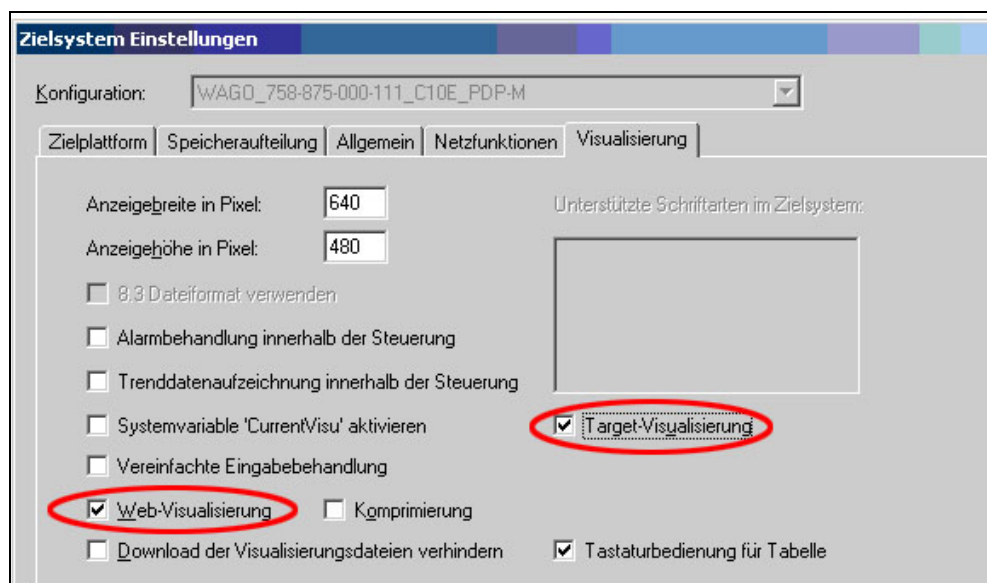 Zielsystem Einstellungen
Konfiguration: WAGO_758-875-000-111_C10E_PDP-M
Zielplattform Speicheraufteilung Allgemein Netzfunktionen Visualisierung
Anzeigebreite in Pixel: 640 Unterstützte Schriftarten im Zielsystem:
Anzeigehöhe in Pixel: 480
8.3 Dateiformat verwenden
Alarmbehandlung innerhalb der Steuerung
Trenddatenaufzeichnung innerhalb der Steuerung
Systemvariable 'CurrentVisu' aktivieren Target-Visualisierung
Vereinfachte Eingabebehandlung
Web-Visualisierung Komprimierung
Download der Visualisierungsdateien verhindern Tastaturbedienung für Tabelle